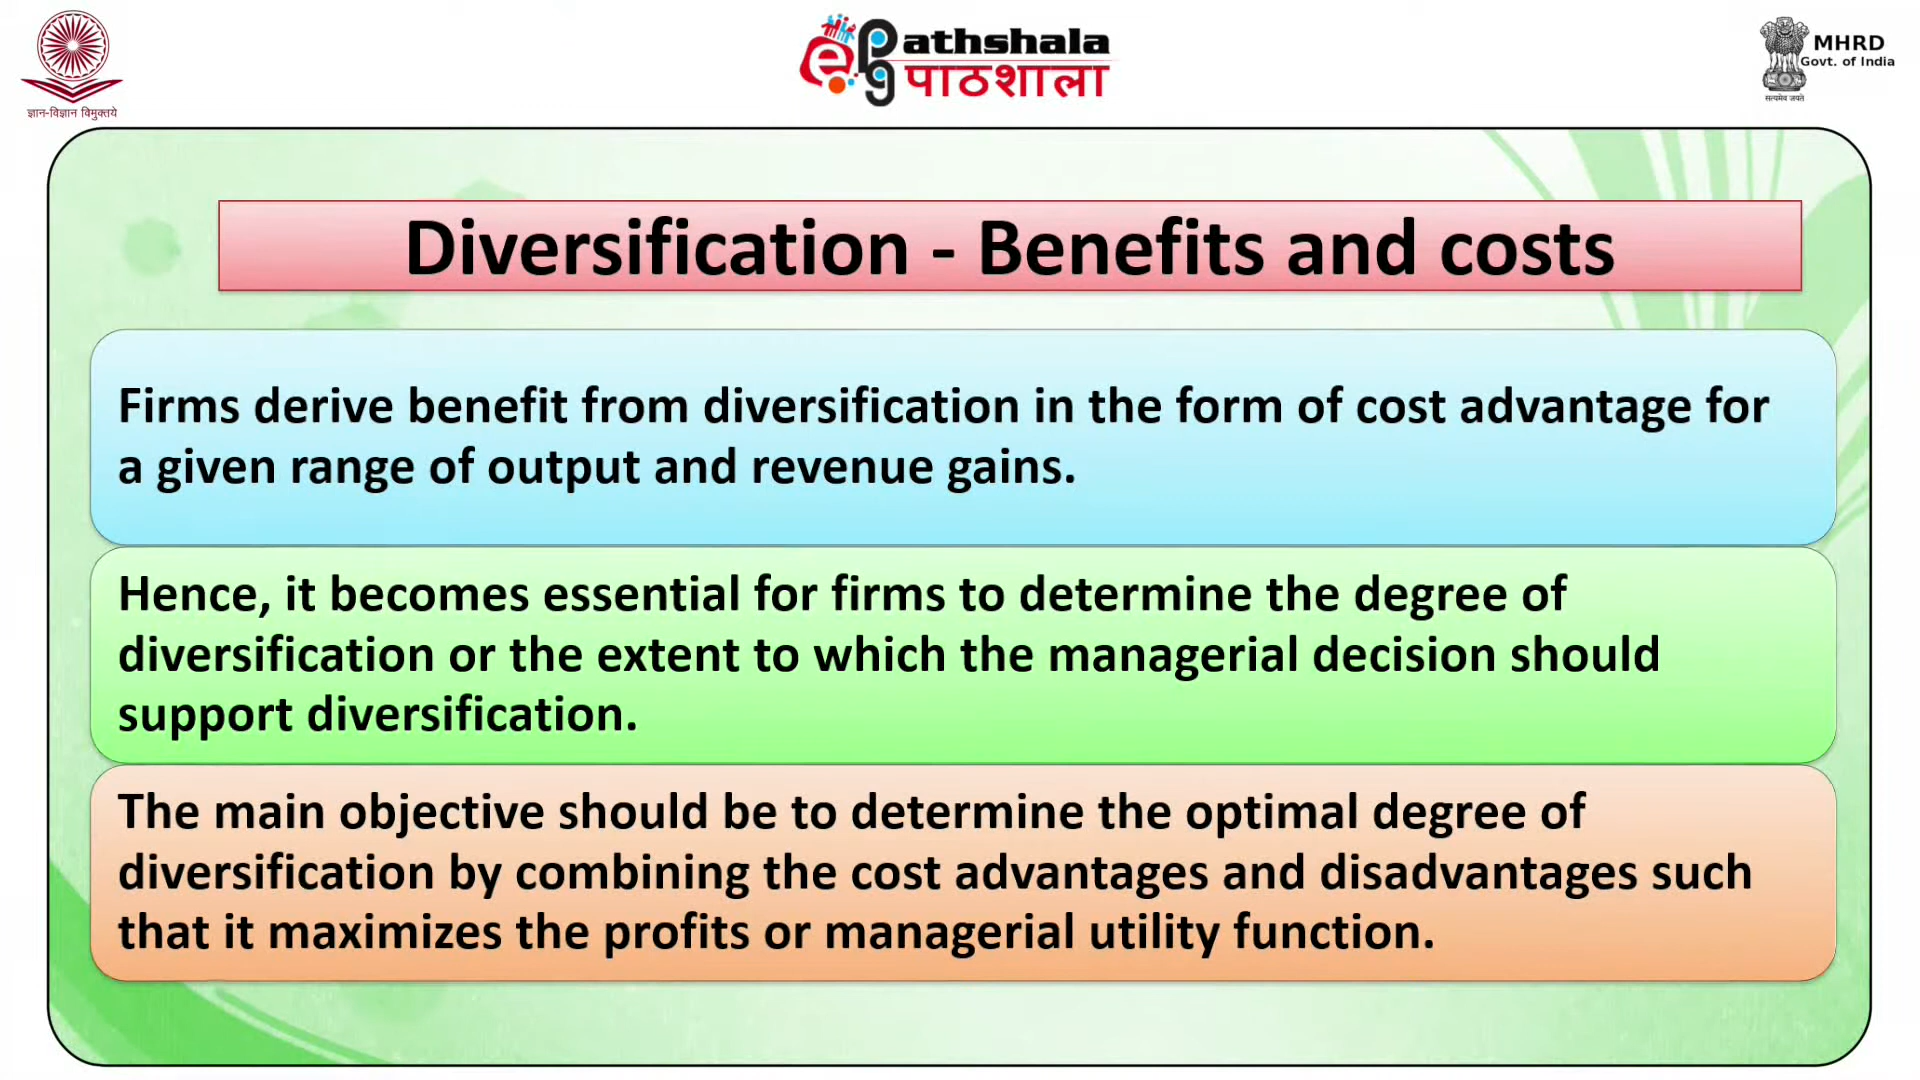 ज्ञान-विज्ञान विमुक्तये
e PG athshala
पाठशाला
MHRD
Govt. of India
सत्यमेव जयते
Diversification - Benefits and costs
Firms derive benefit from diversification in the form of cost advantage for
a given range of output and revenue gains.
Hence, it becomes essential for firms to determine the degree of
diversification or the extent to which the managerial decision should
support diversification.
The main objective should be to determine the optimal degree of
diversification by combining the cost advantages and disadvantages such
that it maximizes the profits or managerial utility function.